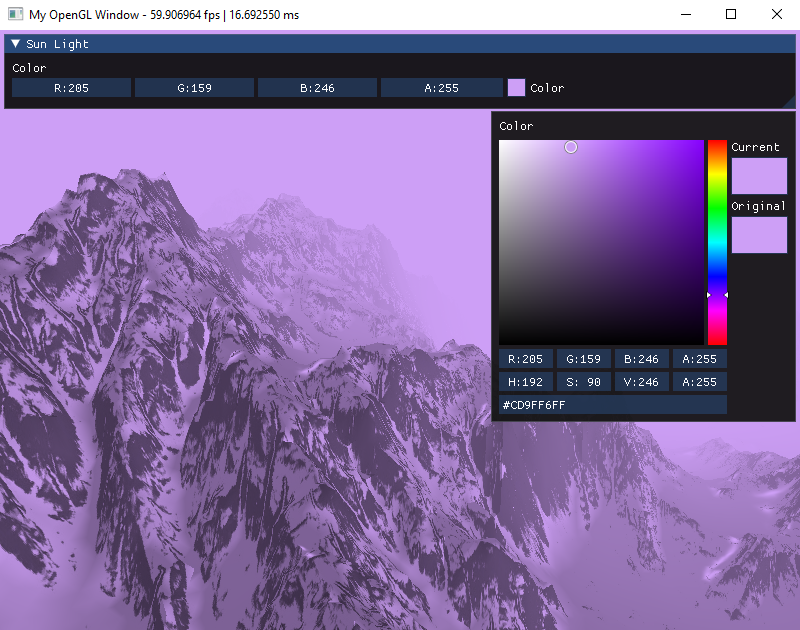 My OpenGL Window - 59.906964 fps | 16.692550 ms
Sun Light
Color
R:205 G:159 B:246 A:255 Color
Color
Current
Original
R:205 G:159 B:246 A:255
H:192 S: 90 V:246 A:255
#CD9FF6FF